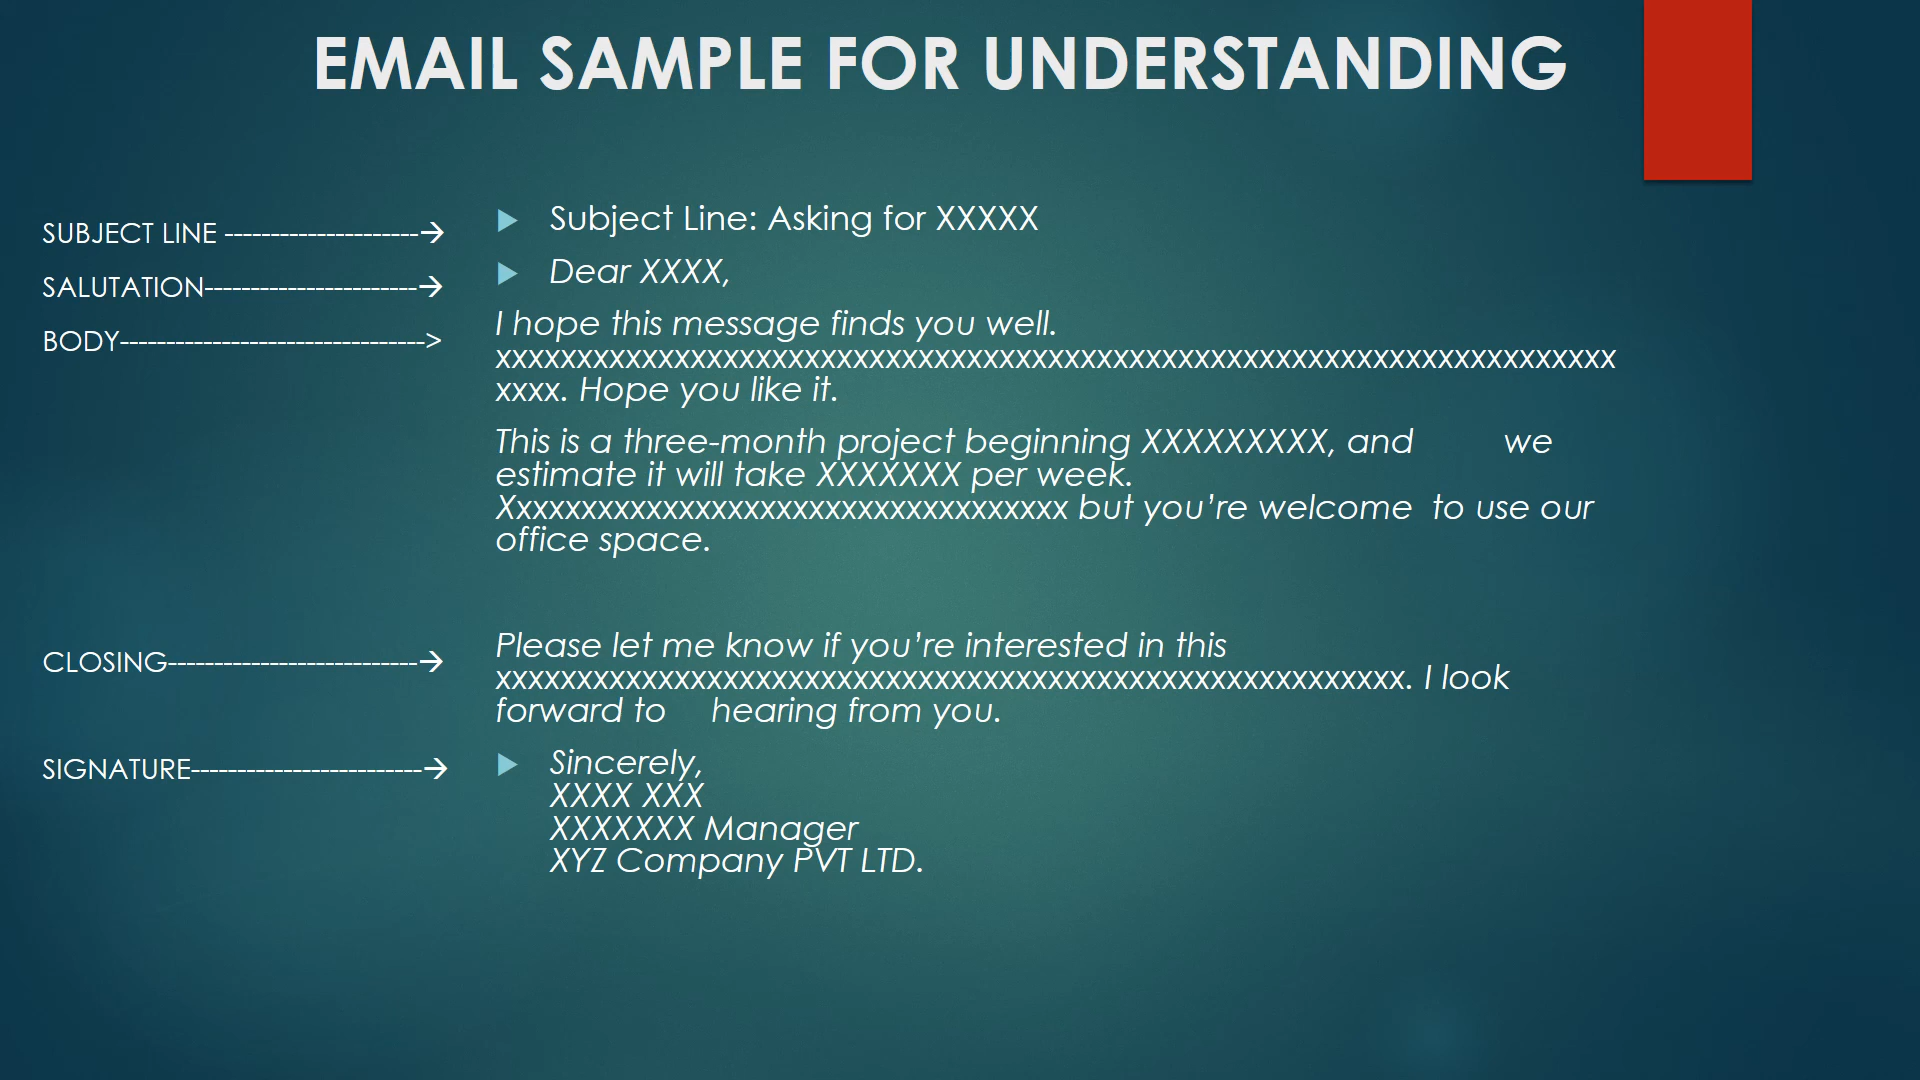 EMAIL SAMPLE FOR UNDERSTANDING
SUBJECT LINE ---------------------→
SALUTATION-----------------------→
BODY--------------------------------->
CLOSING---------------------------→
SIGNATURE-------------------------→
Subject Line: Asking for XXXXX
Dear XXXX,
I hope this message finds you well.
xxxxxxxxxxxxxxxxxxxxxxxxxxxxxxxxxxxxxxxxxxxxxxxxxxxxxxxxxxxxxxxxxxxxx
xxxx. Hope you like it.
This is a three-month project beginning XXXXXXXXX, and we
estimate it will take XXXXXXX per week.
Xxxxxxxxxxxxxxxxxxxxxxxxxxxxxxxxxxx but you’re welcome to use our
office space.
Please let me know if you’re interested in this
xxxxxxxxxxxxxxxxxxxxxxxxxxxxxxxxxxxxxxxxxxxxxxxxxxxxxxxx. I look
forward to hearing from you.
Sincerely,
XXXX XXX
XXXXXXX Manager
XYZ Company PVT LTD.